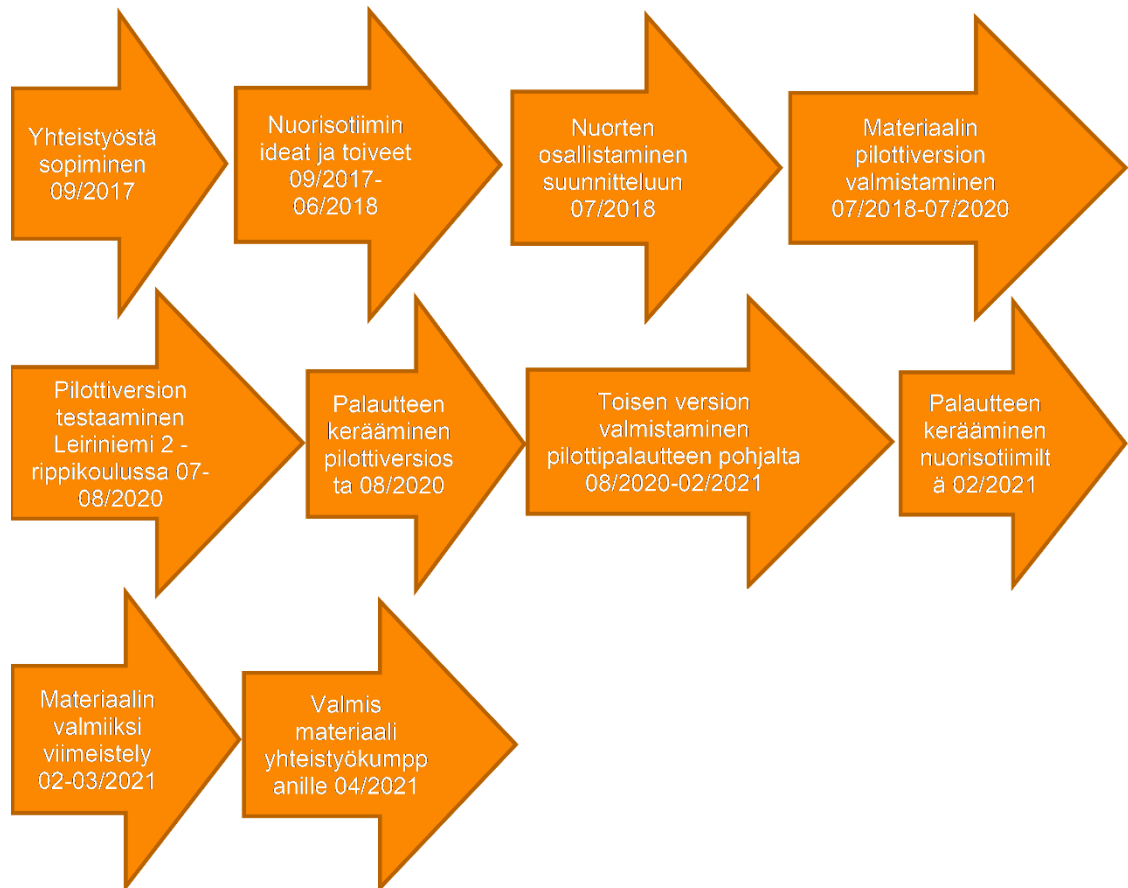 Yhteistyöstä
sopiminen
09/2017
Nuorisotiimin
ideat ja toiveet
09/2017-
06/2018
Nuorten
osallistaminen
suunnitteluun
07/2018
Materiaalin
pilottiversion
valmistaminen
07/2018-07/2020
Pilottiversion
testaaminen
Leiriniemi 2 -
rippikoulussa 07-
08/2020
Palautteen
kerääminen
pilottiversios
ta 08/2020
Toisen version
valmistaminen
pilottipalautteen pohjalta
08/2020-02/2021
Palautteen
kerääminen
nuorisotiimilt
ä 02/2021
Materiaalin
valmiiksi
viimeistely
02-03/2021
Valmis
materiaali
yhteistyökumpp
anille 04/2021